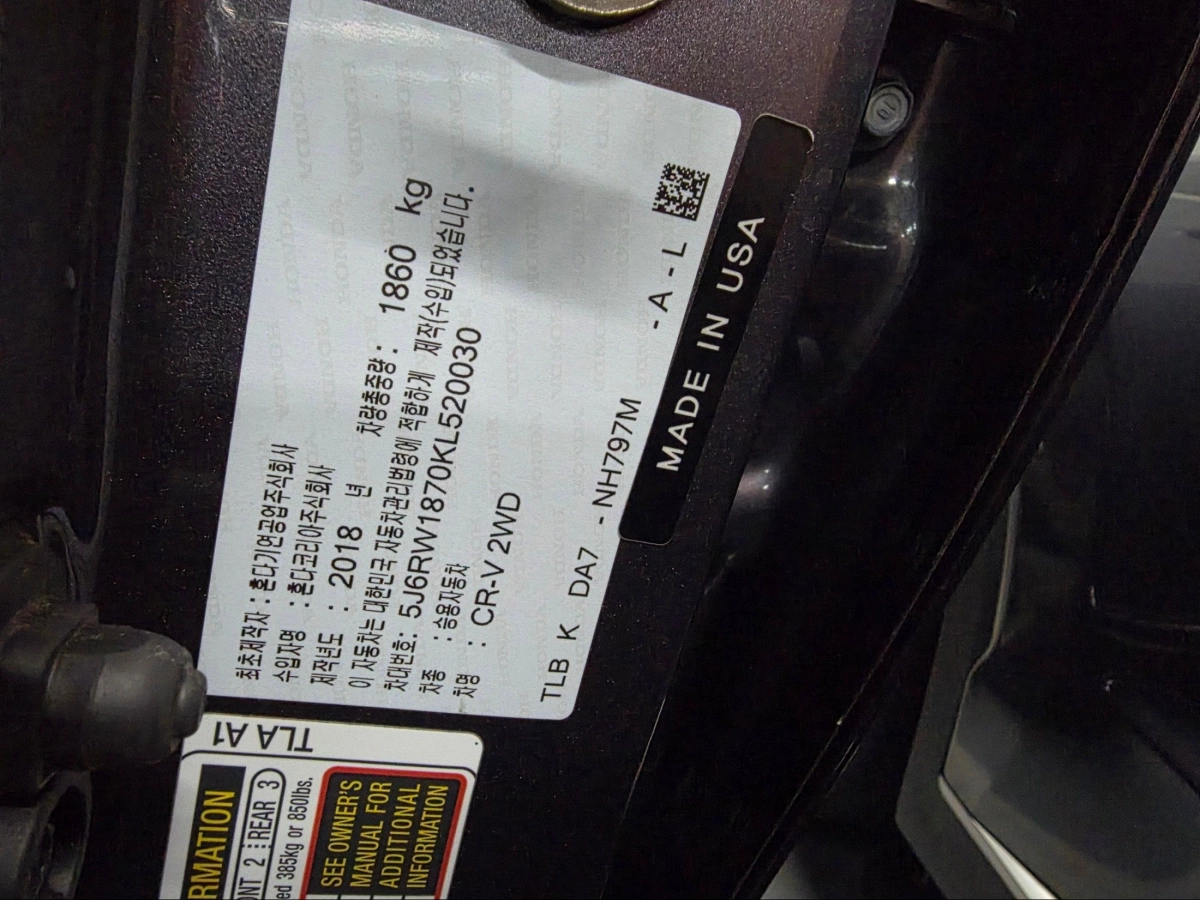 최초제작자 : 혼다기연공업주식회사
수입자명 : 혼다코리아주식회사
제작년도 : 2018 년 차량총중량 : 1860 kg
이 자동차는 대한민국 자동차관리법령에 적합하게 제작(수입)되었습니다.
차대번호: 5J6RW1870KL520030
차종 : 승용자동차
차명 : CR-V 2WD
TLB K DA7 - NH797M - A - L
MADE IN USA
TLA A1
RMATION
ONT 2 REAR 3
ed 385kg or 850lbs.
SEE OWNER'S
MANUAL FOR
ADDITIONAL
INFORMATION